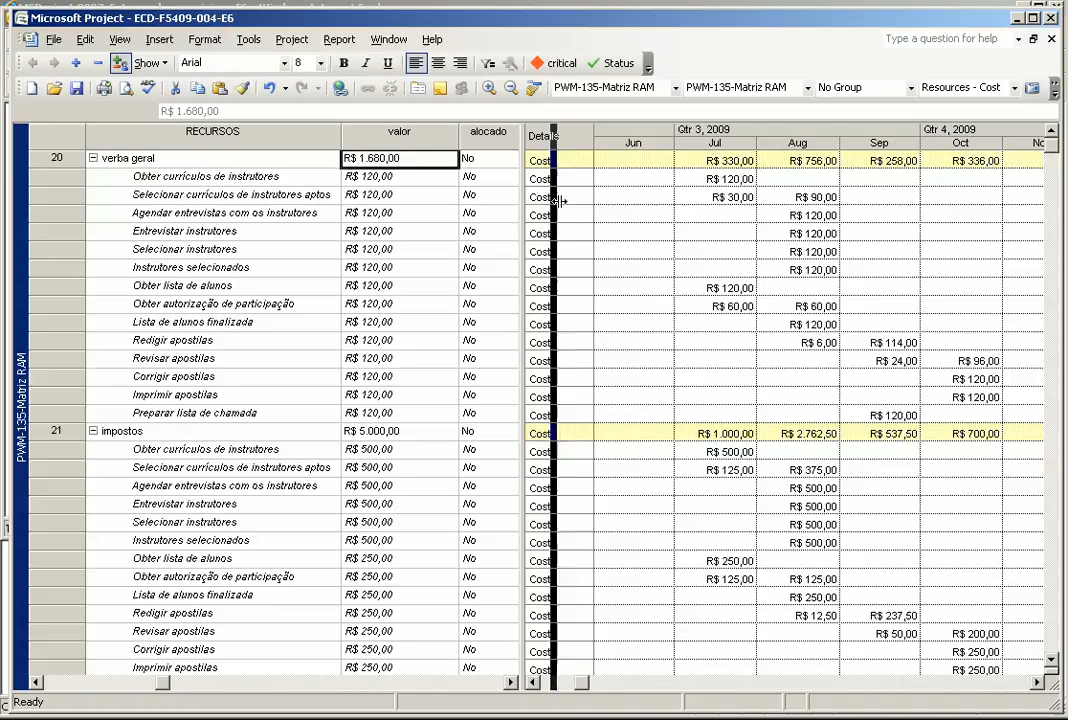 Microsoft Project - ECD-F5409-004-E6
File Edit View Insert Format Tools Project Report Window Help Type a question for help
Show Arial 8 B I U critical Status
PWM-135-Matriz RAM PWM-135-Matriz RAM No Group Resources - Cost
R$ 1.680,00
RECURSOS valor alocado Details Qtr 3, 2009 Qtr 4, 2009
Jun Jul Aug Sep Oct
20 verba geral R$ 1.680,00 No Cost R$ 330,00 R$ 756,00 R$ 258,00 R$ 336,00
Obter currículos de instrutores R$ 120,00 No Cost R$ 120,00
Selecionar currículos de instrutores aptos R$ 120,00 No Cost R$ 30,00 R$ 90,00
Agendar entrevistas com os instrutores R$ 120,00 No Cost R$ 120,00
Entrevistar instrutores R$ 120,00 No Cost R$ 120,00
Selecionar instrutores R$ 120,00 No Cost R$ 120,00
Instrutores selecionados R$ 120,00 No Cost R$ 120,00
Obter lista de alunos R$ 120,00 No Cost R$ 120,00
Obter autorização de participação R$ 120,00 No Cost R$ 60,00 R$ 60,00
Lista de alunos finalizada R$ 120,00 No Cost R$ 120,00
Redigir apostilas R$ 120,00 No Cost R$ 6,00 R$ 114,00
Revisar apostilas R$ 120,00 No Cost R$ 24,00 R$ 96,00
Corrigir apostilas R$ 120,00 No Cost R$ 120,00
Imprimir apostilas R$ 120,00 No Cost R$ 120,00
Preparar lista de chamada R$ 120,00 No Cost R$ 120,00
21 impostos R$ 5.000,00 No Cost R$ 1.000,00 R$ 2.762,50 R$ 537,50 R$ 700,00
Obter currículos de instrutores R$ 500,00 No Cost R$ 500,00
Selecionar currículos de instrutores aptos R$ 500,00 No Cost R$ 125,00 R$ 375,00
Agendar entrevistas com os instrutores R$ 500,00 No Cost R$ 500,00
Entrevistar instrutores R$ 500,00 No Cost R$ 500,00
Selecionar instrutores R$ 500,00 No Cost R$ 500,00
Instrutores selecionados R$ 500,00 No Cost R$ 500,00
Obter lista de alunos R$ 250,00 No Cost R$ 250,00
Obter autorização de participação R$ 250,00 No Cost R$ 125,00 R$ 125,00
Lista de alunos finalizada R$ 250,00 No Cost R$ 250,00
Redigir apostilas R$ 250,00 No Cost R$ 12,50 R$ 237,50
Revisar apostilas R$ 250,00 No Cost R$ 50,00 R$ 200,00
Corrigir apostilas R$ 250,00 No Cost R$ 250,00
Imprimir apostilas R$ 250,00 No Cost R$ 250,00
PWM-135-Matriz RAM
Ready